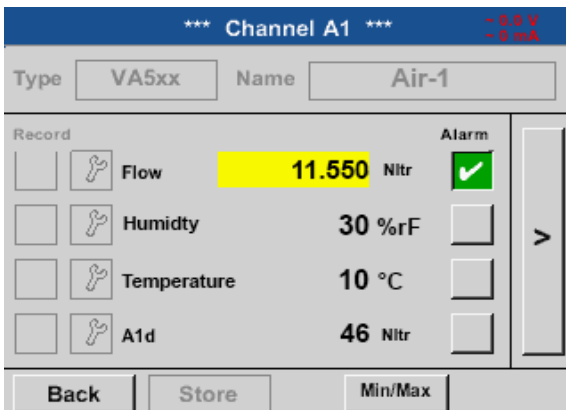 *** Channel A1 *** ~ 0.0 V
~ 0 mA
Type VA5xx Name Air-1
Record Alarm
Flow 11.550 Nltr ✔
Humidty 30 %rF
Temperature 10 °C
A1d 46 Nltr
>
Back Store Min/Max